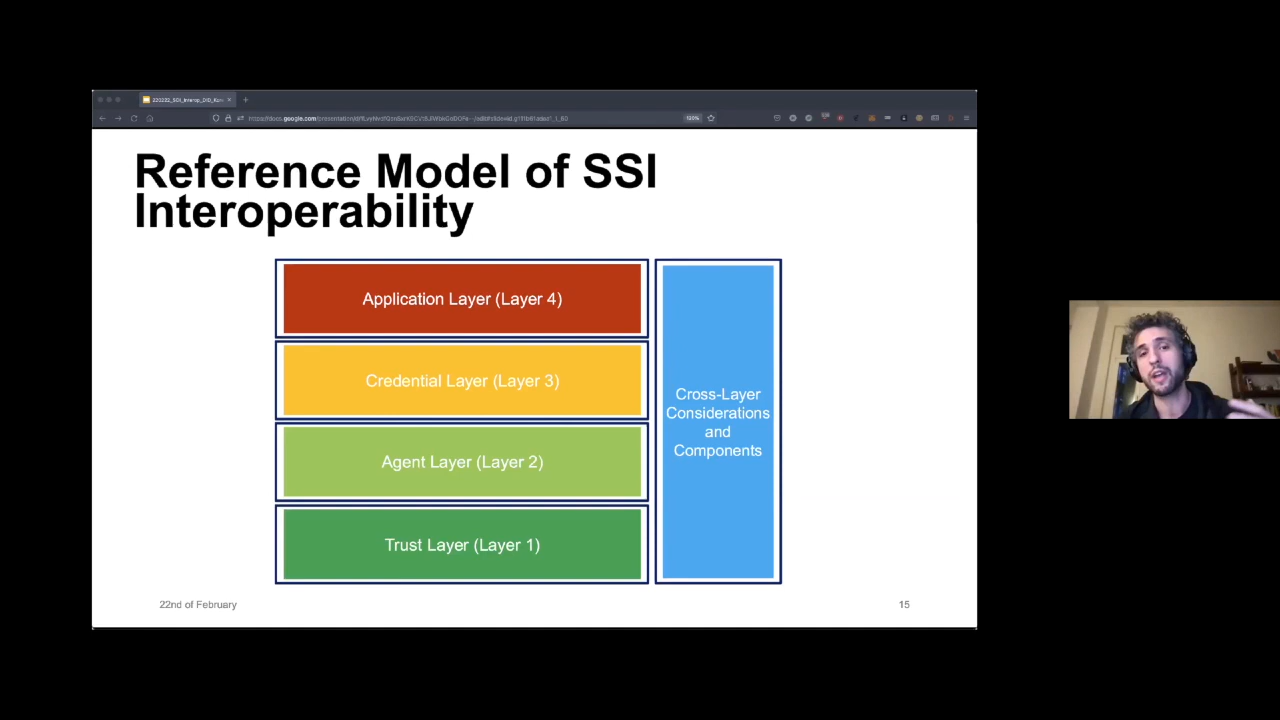 Reference Model of SSI
Interoperability
Application Layer (Layer 4)
Credential Layer (Layer 3)
Agent Layer (Layer 2)
Trust Layer (Layer 1)
Cross-Layer
Considerations
and
Components
22nd of February
15